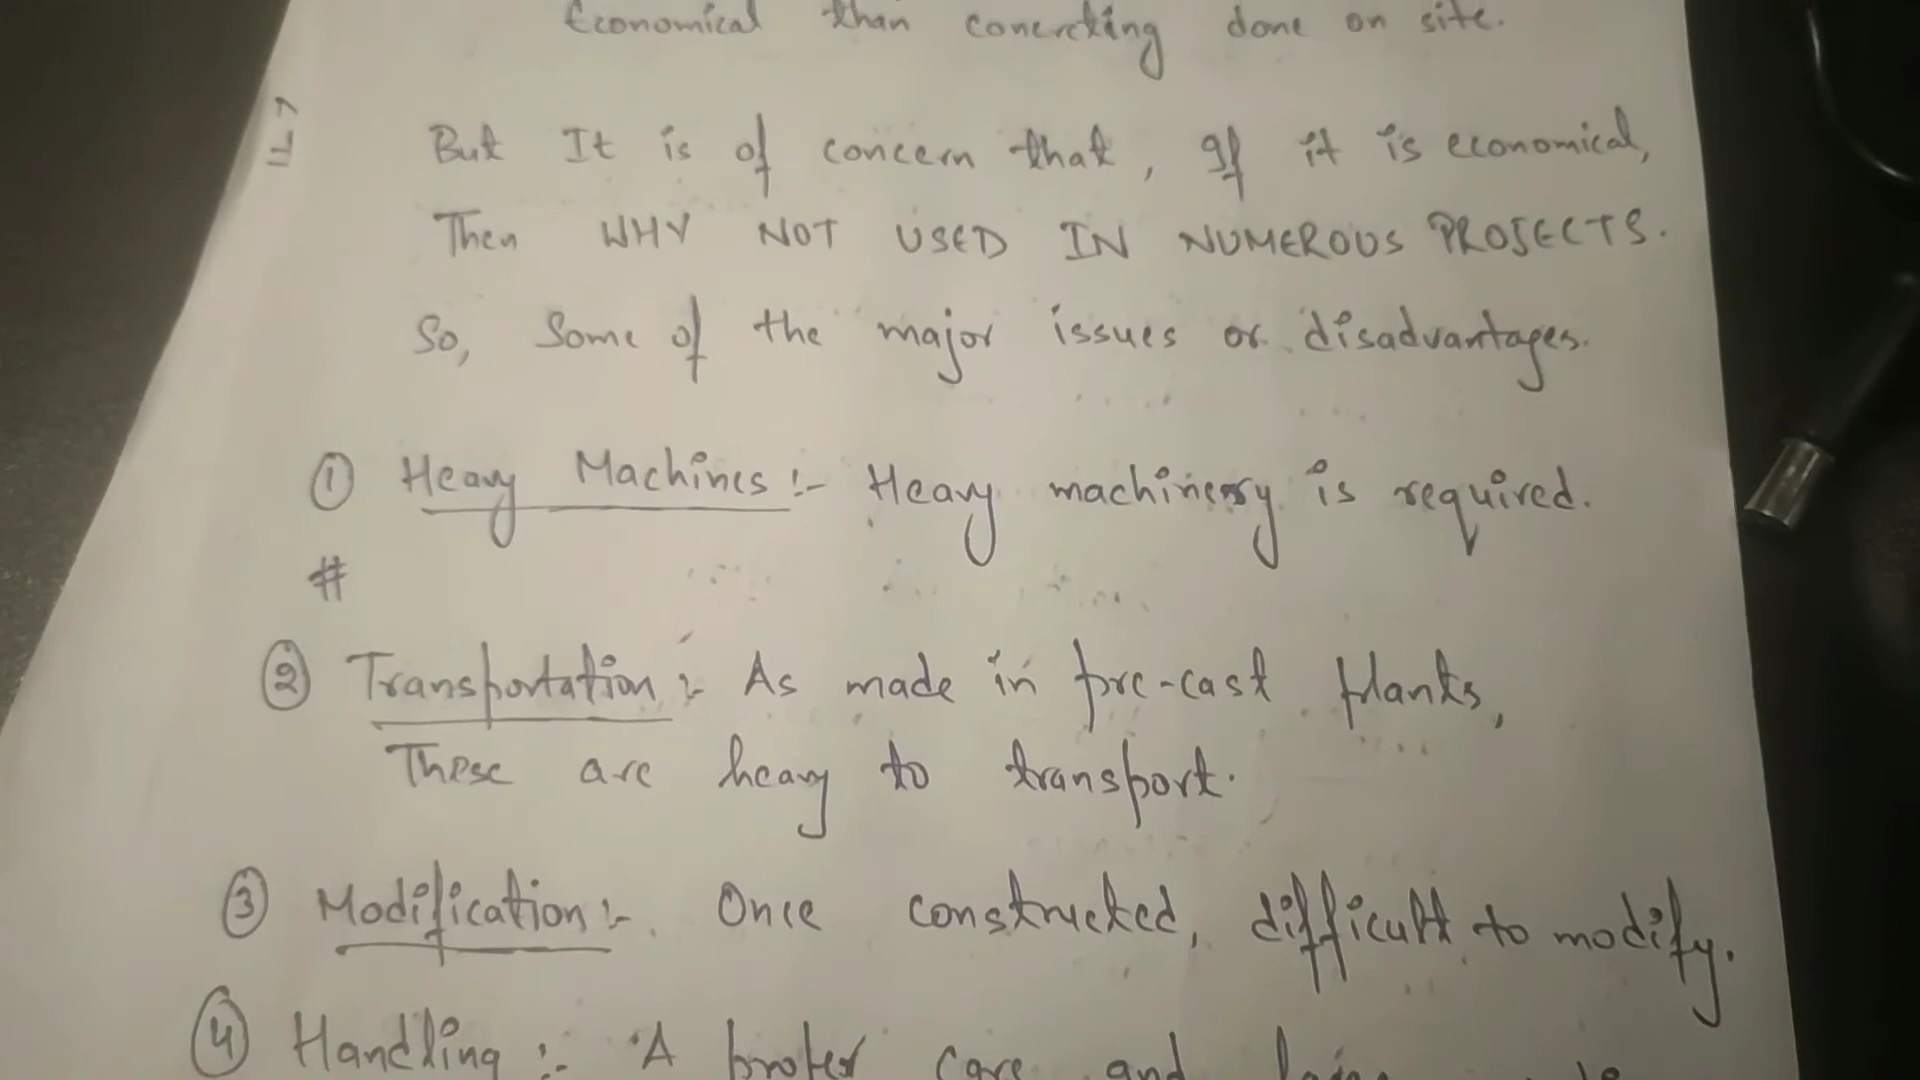 Economical than concreting done on site.
But It is of concern that, If it is economical,
Then WHY NOT USED IN NUMEROUS PROJECTS.
So, Some of the major issues or disadvantages.
① Heavy Machines :- Heavy machinery is required.
#
② Transportation :- As made in pre-cast plants,
These are heavy to transport.
③ Modification :- Once constructed, difficult to modify.
④ Handling :- A proper care and